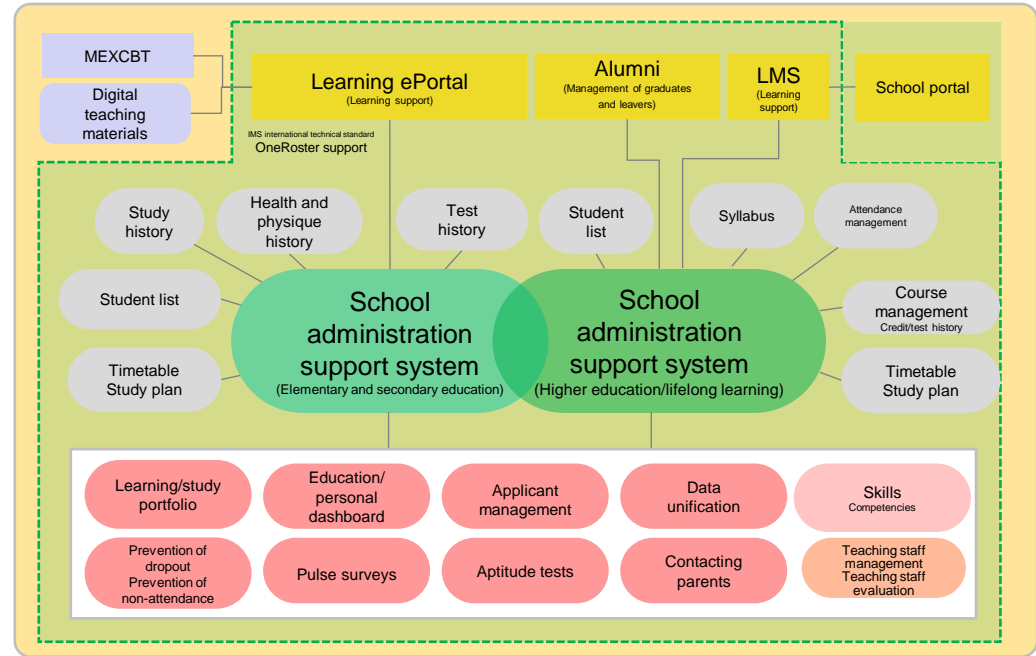 MEXCBT
Digital
teaching
materials
Learning ePortal
(Learning support)
Alumni
(Management of graduates
and leavers)
LMS
(Learning
support)
School portal
IMS international technical standard
OneRoster support
Study
history
Health and
physique
history
Test
history
Student
list
Syllabus
Attendance
management
Student list
Timetable
Study plan
School
administration
support system
(Elementary and secondary education)
School
administration
support system
(Higher education/lifelong learning)
Course
management
Credit/test history
Timetable
Study plan
Learning/study
portfolio
Education/
personal
dashboard
Applicant
management
Data
unification
Skills
Competencies
Prevention of
dropout
Prevention of
non-attendance
Pulse surveys
Aptitude tests
Contacting
parents
Teaching staff
management
Teaching staff
evaluation